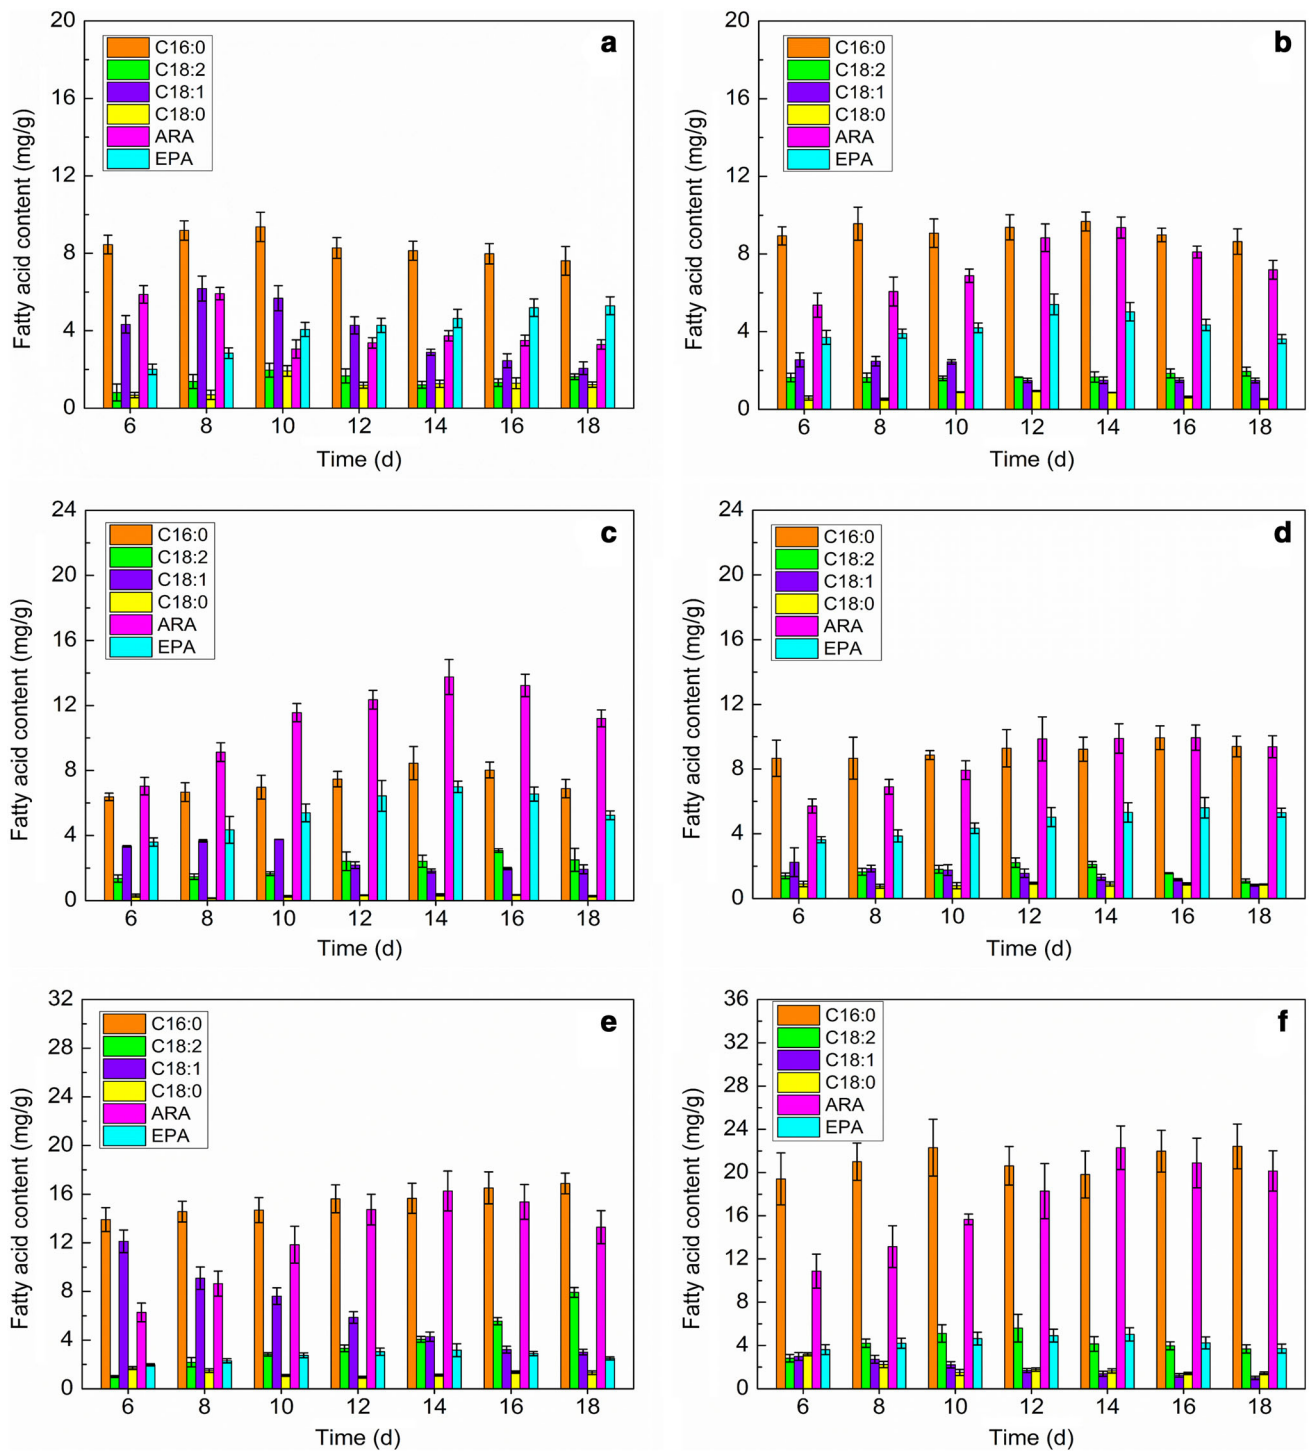 a
20
16
12
8
4
0
Fatty acid content (mg/g)
C16:0
C18:2
C18:1
C18:0
ARA
EPA
6 8 10 12 14 16 18
Time (d)
b
20
16
12
8
4
0
Fatty acid content (mg/g)
C16:0
C18:2
C18:1
C18:0
ARA
EPA
6 8 10 12 14 16 18
Time (d)
c
24
20
16
12
8
4
0
Fatty acid content (mg/g)
C16:0
C18:2
C18:1
C18:0
ARA
EPA
6 8 10 12 14 16 18
Time (d)
d
24
20
16
12
8
4
0
Fatty acid content (mg/g)
C16:0
C18:2
C18:1
C18:0
ARA
EPA
6 8 10 12 14 16 18
Time (d)
e
32
28
24
20
16
12
8
4
0
Fatty acid content (mg/g)
C16:0
C18:2
C18:1
C18:0
ARA
EPA
6 8 10 12 14 16 18
Time (d)
f
36
32
28
24
20
16
12
8
4
0
Fatty acid content (mg/g)
C16:0
C18:2
C18:1
C18:0
ARA
EPA
6 8 10 12 14 16 18
Time (d)